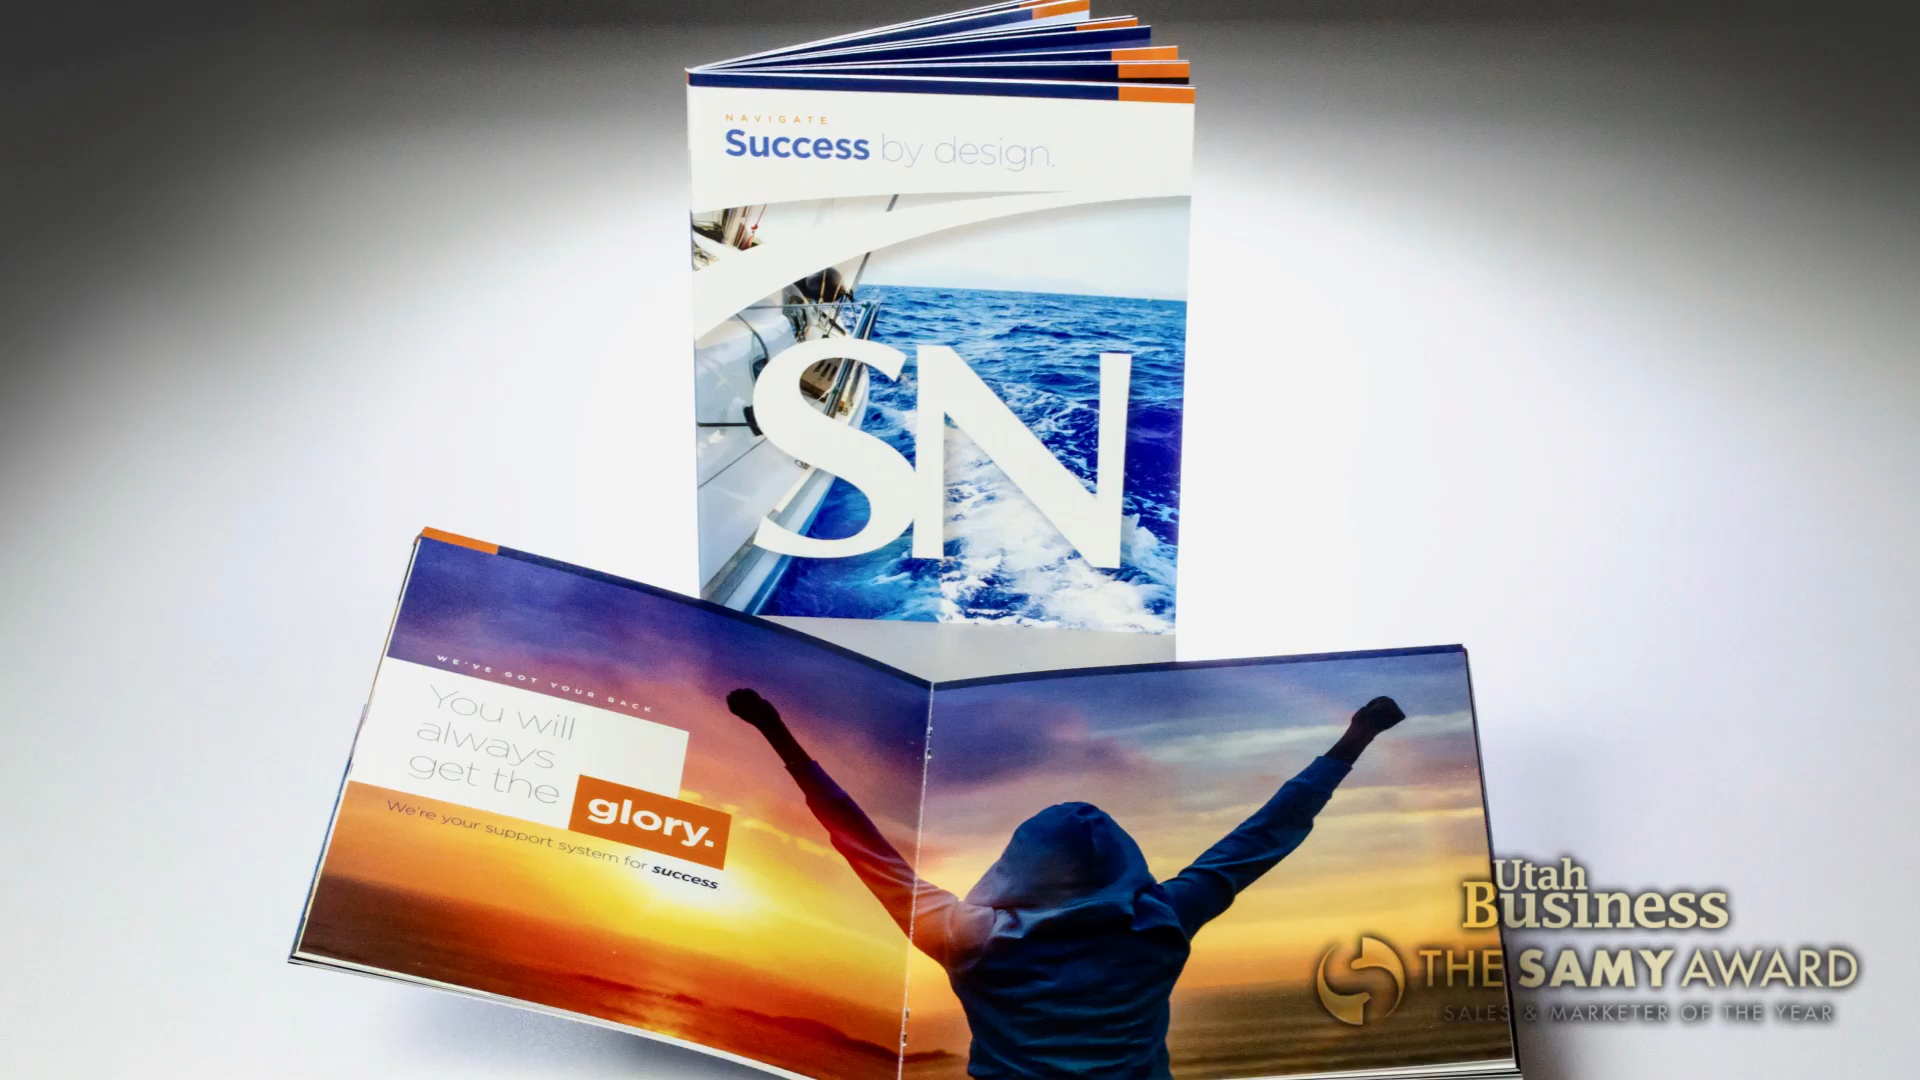 NAVIGATE
Success by design.
SN
WE'VE GOT YOUR BACK
You will
always
get the
glory.
We're your support system for success.
Utah
Business
THE SAMY AWARD
SALES & MARKETER OF THE YEAR